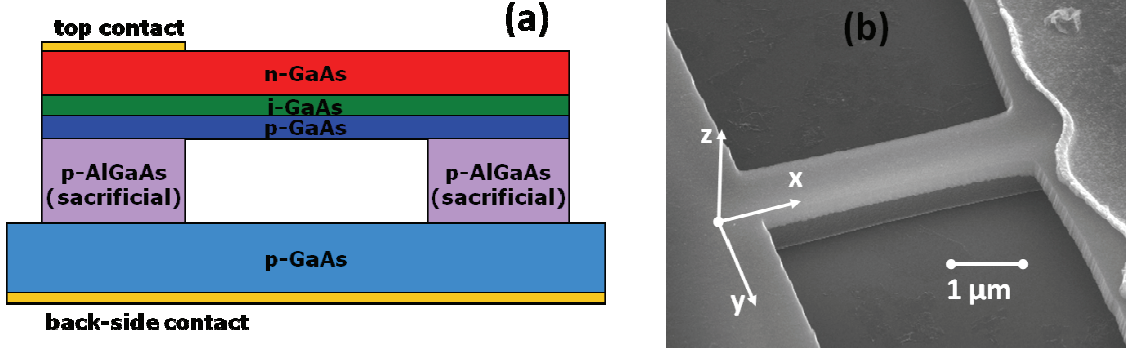 (a)
top contact
n-GaAs
i-GaAs
p-GaAs
p-AlGaAs
(sacrificial)
p-AlGaAs
(sacrificial)
p-GaAs
back-side contact
(b)
z
x
y
1 μm